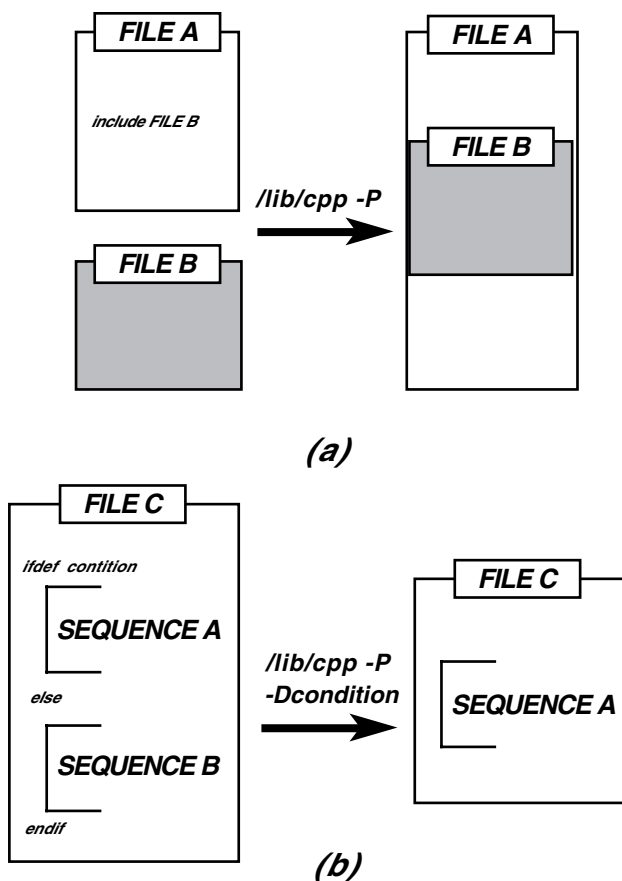 FILE A
include FILE B
FILE B
/lib/cpp -P
FILE A
FILE B
(a)
FILE C
ifdef contition
SEQUENCE A
else
SEQUENCE B
endif
/lib/cpp -P
-Dcondition
FILE C
SEQUENCE A
(b)